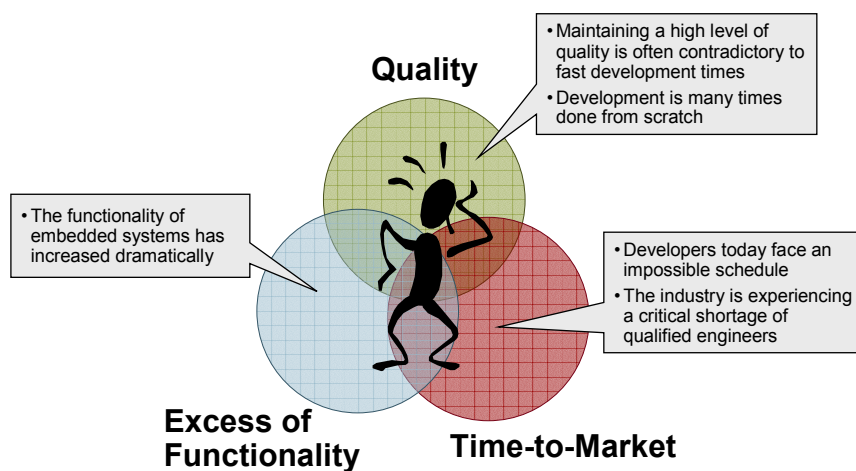 Quality
• Maintaining a high level of
quality is often contradictory to
fast development times
• Development is many times
done from scratch
• The functionality of
embedded systems has
increased dramatically
• Developers today face an
impossible schedule
• The industry is experiencing
a critical shortage of
qualified engineers
Excess of
Functionality
Time-to-Market